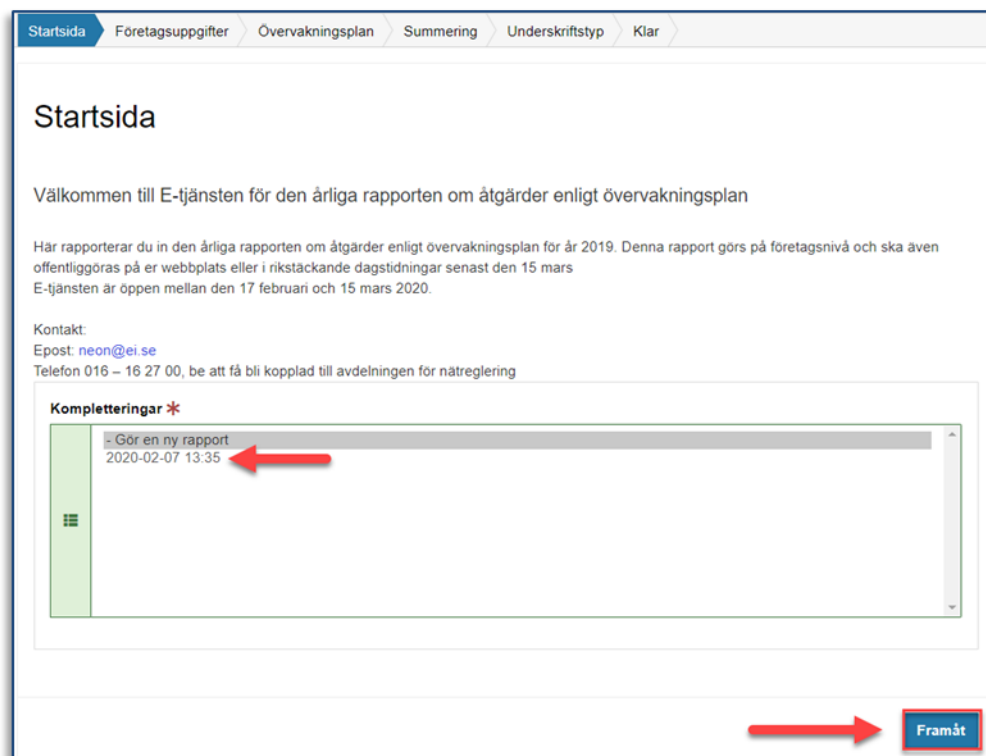 Startsida Företagsuppgifter Övervakningsplan Summering Underskriftstyp Klar
Startsida
Välkommen till E-tjänsten för den årliga rapporten om åtgärder enligt övervakningsplan
Här rapporterar du in den årliga rapporten om åtgärder enligt övervakningsplan för år 2019. Denna rapport görs på företagsnivå och ska även
offentliggöras på er webbplats eller i rikstäckande dagstidningar senast den 15 mars
E-tjänsten är öppen mellan den 17 februari och 15 mars 2020.
Kontakt:
Epost: neon@ei.se
Telefon 016 – 16 27 00, be att få bli kopplad till avdelningen för nätreglering
Kompletteringar *
- Gör en ny rapport
2020-02-07 13:35
Framåt